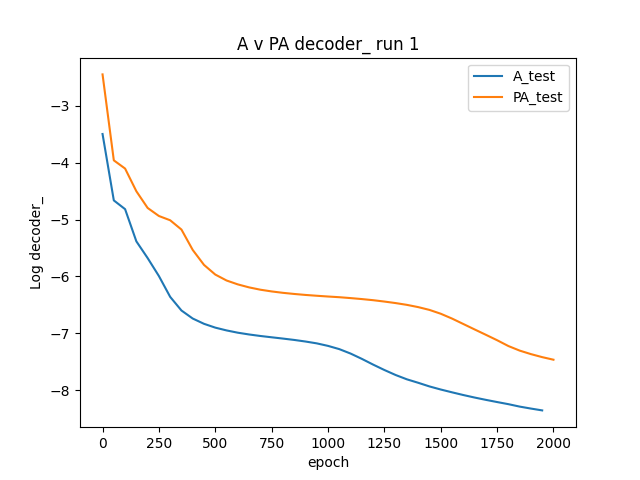 A v PA decoder_ run 1
A_test
PA_test
Log decoder_
−3
−4
−5
−6
−7
−8
0 250 500 750 1000 1250 1500 1750 2000
epoch